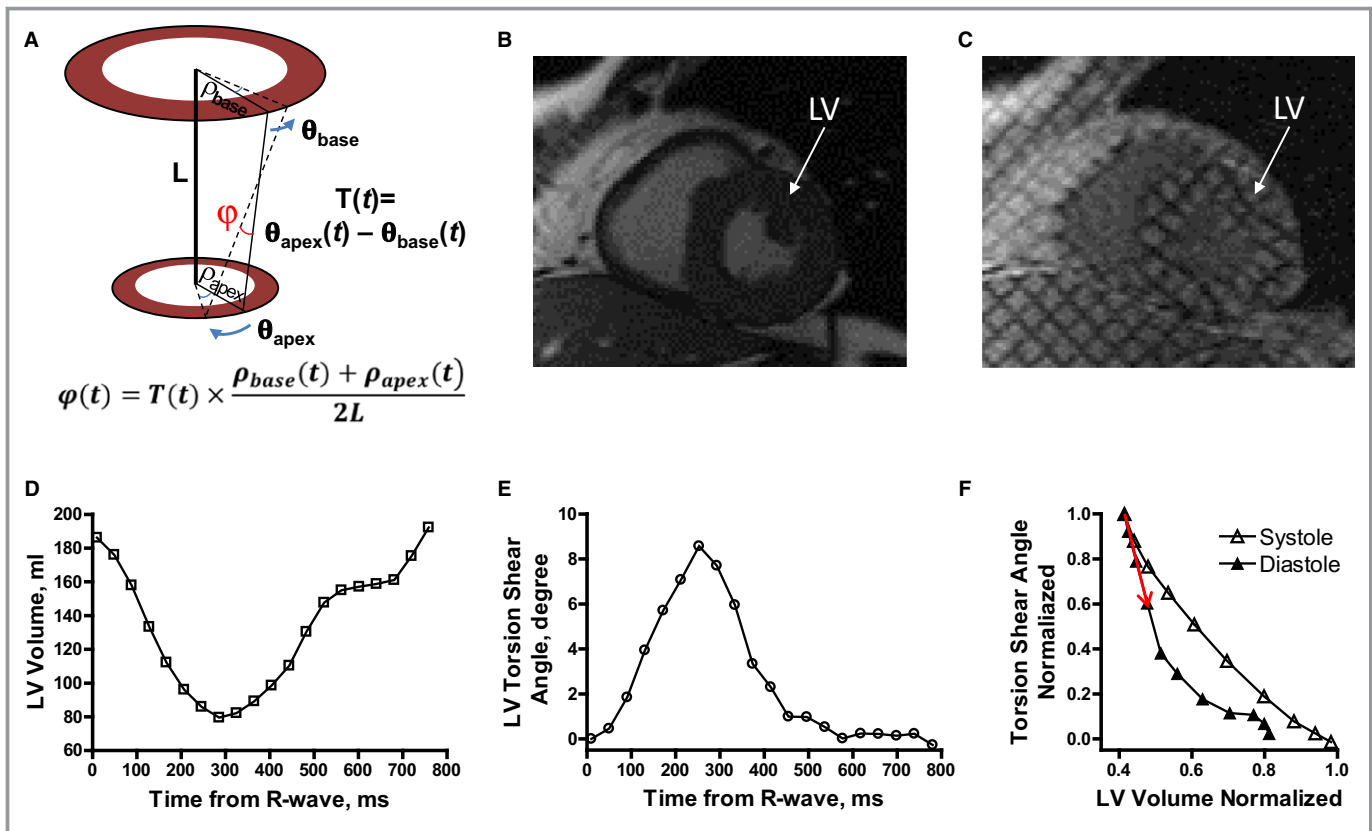 A
ρbase
θbase
L
φ
T(t)=
θapex(t) – θbase(t)
ρapex
θapex
φ(t) = T(t) × ρbase(t) + ρapex(t)
2L
B
LV
C
LV
D
LV Volume, ml
200
180
160
140
120
100
80
60
0 100 200 300 400 500 600 700 800
Time from R-wave, ms
E
LV Torsion Shear
Angle, degree
10
8
6
4
2
0
0 100 200 300 400 500 600 700 800
Time from R-wave, ms
F
Torsion Shear Angle
Normaliazed
1.0
0.8
0.6
0.4
0.2
0.0
Systole
Diastole
0.4 0.6 0.8 1.0
LV Volume Normalized